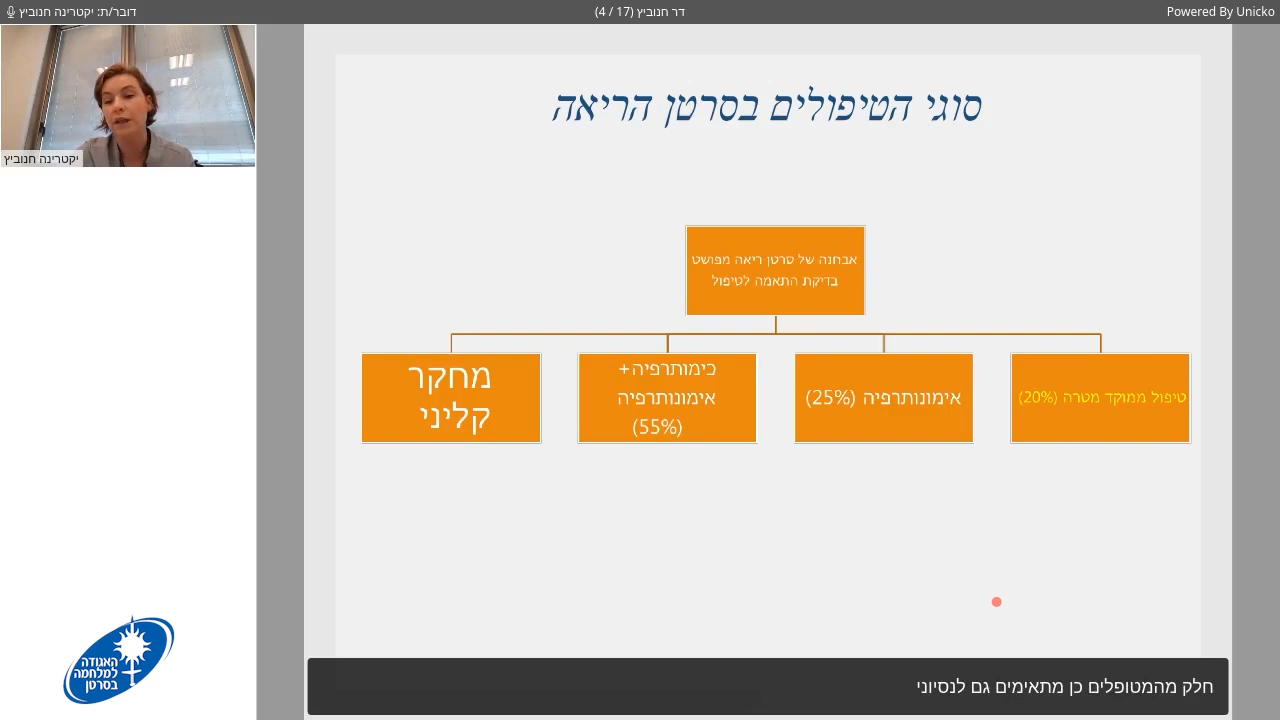 דובר/ת: יקטרינה חנוביץ
דר חנוביץ (17 / 4)
Powered By Unicko
יקטרינה חנוביץ
סוגי הטיפולים בסרטן הריאה
אבחנה של סרטן ריאה מפושט
בדיקת התאמה לטיפול
טיפול ממוקד מטרה (20%)
אימונותרפיה (25%)
כימותרפיה+
אימונותרפיה
(55%)
מחקר
קליני
האגודה
למלחמה
בסרטן
חלק מהמטופלים כן מתאימים גם לנסיוני